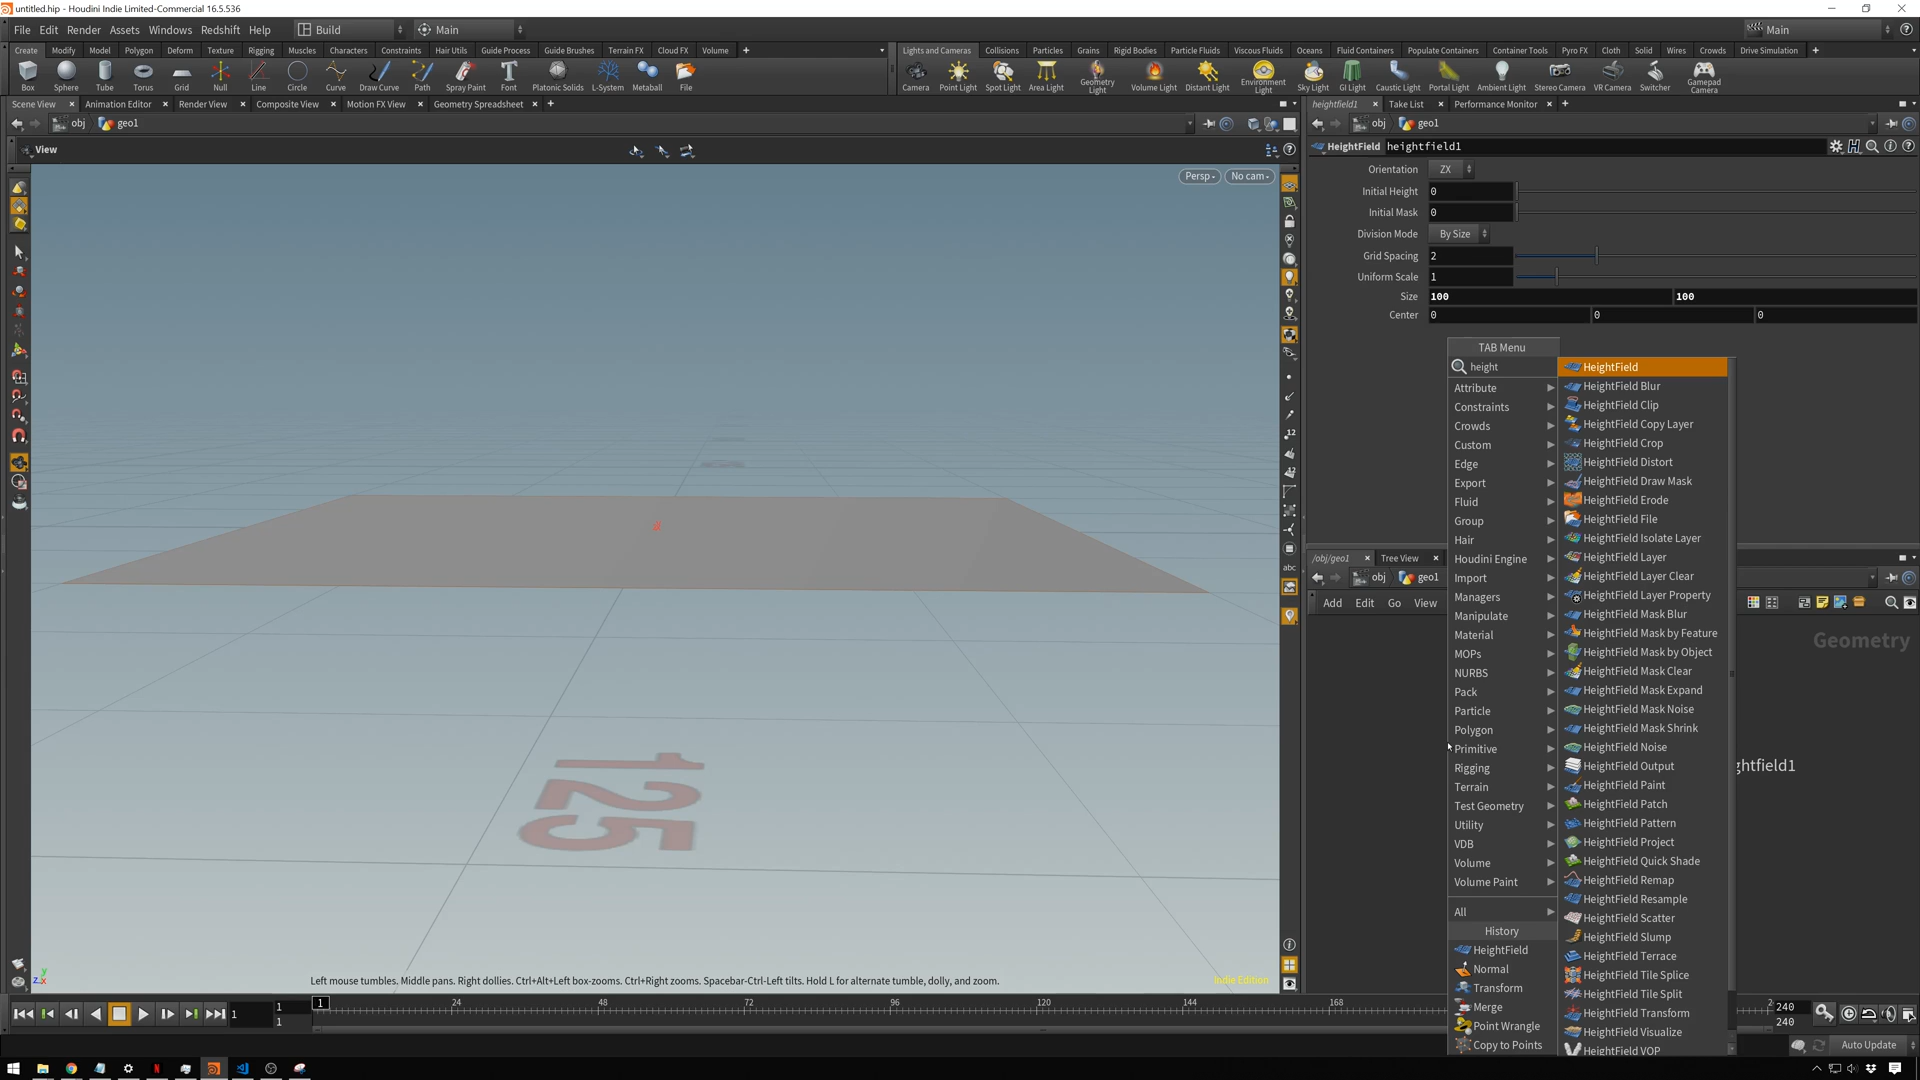 untitled.hip - Houdini Indie Limited-Commercial 16.5.536
File Edit Render Assets Windows Redshift Help Build Main Main
Create Modify Model Polygon Deform Texture Rigging Muscles Characters Constraints Hair Utils Guide Process Guide Brushes Terrain FX Cloud FX Volume
Lights and Cameras Collisions Particles Grains Rigid Bodies Particle Fluids Viscous Fluids Oceans Fluid Containers Populate Containers Container Tools Pyro FX Cloth Solid Wires Crowds Drive Simulation
Box Sphere Tube Torus Grid Null Line Circle Curve Draw Curve Path Spray Paint Font Platonic Solids L-System Metaball File
Camera Point Light Spot Light Area Light Geometry Light Volume Light Distant Light Environment Light Sky Light GI Light Caustic Light Portal Light Ambient Light Stereo Camera VR Camera Switcher Gamepad Camera
Scene View Animation Editor Render View Composite View Motion FX View Geometry Spreadsheet
heightfield1 Take List Performance Monitor
obj geo1
obj geo1
View
HeightField heightfield1
Persp No cam
Orientation ZX
Initial Height 0
Initial Mask 0
Division Mode By Size
Grid Spacing 2
Uniform Scale 1
Size 100 100
Center 0 0 0
TAB Menu
height
Attribute
Constraints
Crowds
Custom
Edge
Export
Fluid
Group
Hair
Houdini Engine
Import
Managers
Manipulate
Material
MOPs
NURBS
Pack
Particle
Polygon
Primitive
Rigging
Terrain
Test Geometry
Utility
VDB
Volume
Volume Paint
All
History
HeightField
Normal
Transform
Merge
Point Wrangle
Copy to Points
HeightField
HeightField Blur
HeightField Clip
HeightField Copy Layer
HeightField Crop
HeightField Distort
HeightField Draw Mask
HeightField Erode
HeightField File
HeightField Isolate Layer
HeightField Layer
HeightField Layer Clear
HeightField Layer Property
HeightField Mask Blur
HeightField Mask by Feature
HeightField Mask by Object
HeightField Mask Clear
HeightField Mask Expand
HeightField Mask Noise
HeightField Mask Shrink
HeightField Noise
HeightField Output
HeightField Paint
HeightField Patch
HeightField Pattern
HeightField Project
HeightField Quick Shade
HeightField Remap
HeightField Resample
HeightField Scatter
HeightField Slump
HeightField Terrace
HeightField Tile Splice
HeightField Tile Split
HeightField Transform
HeightField Visualize
HeightField VOP
/obj/geo1 Tree View
obj geo1
Add Edit Go View
Geometry
ghtfield1
12
abc
125
y
z x
Left mouse tumbles. Middle pans. Right dollies. Ctrl+Alt+Left box-zooms. Ctrl+Right zooms. Spacebar-Ctrl-Left tilts. Hold L for alternate tumble, dolly, and zoom.
Indie Edition
1 1 1 1 24 48 72 96 120 144 168 240
240
Auto Update